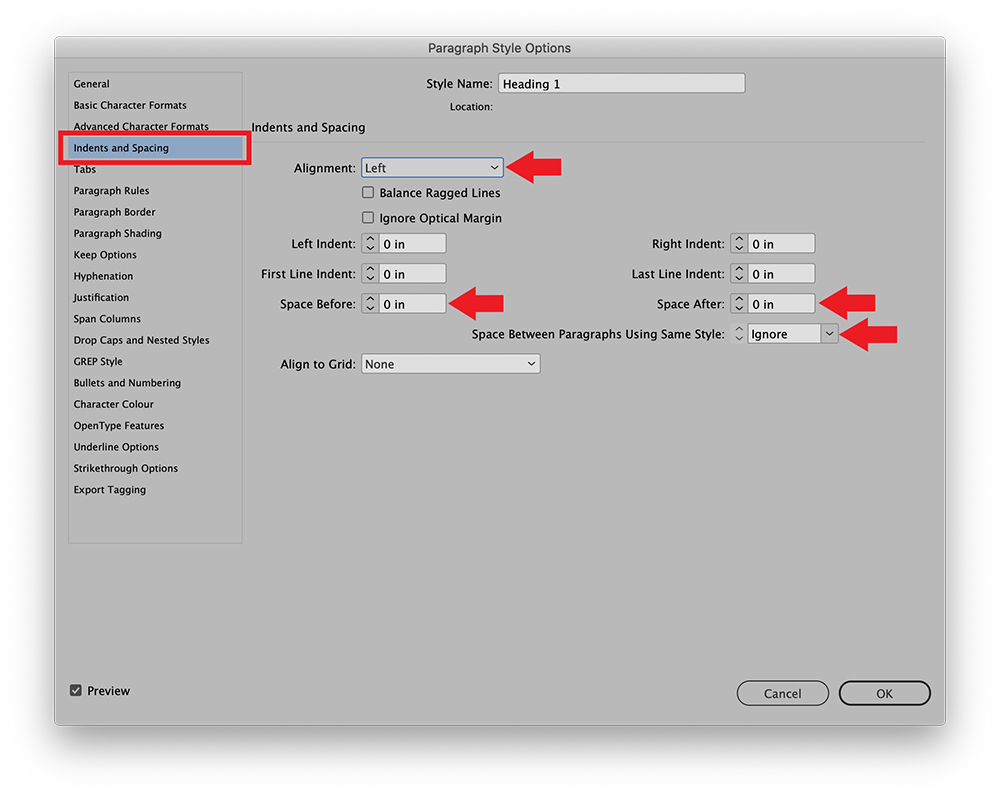 Paragraph Style Options
General
Basic Character Formats
Advanced Character Formats
Indents and Spacing
Tabs
Paragraph Rules
Paragraph Border
Paragraph Shading
Keep Options
Hyphenation
Justification
Span Columns
Drop Caps and Nested Styles
GREP Style
Bullets and Numbering
Character Colour
OpenType Features
Underline Options
Strikethrough Options
Export Tagging
Style Name: Heading 1
Location:
Indents and Spacing
Alignment: Left
Balance Ragged Lines
Ignore Optical Margin
Left Indent: 0 in Right Indent: 0 in
First Line Indent: 0 in Last Line Indent: 0 in
Space Before: 0 in Space After: 0 in
Space Between Paragraphs Using Same Style: Ignore
Align to Grid: None
Preview Cancel OK